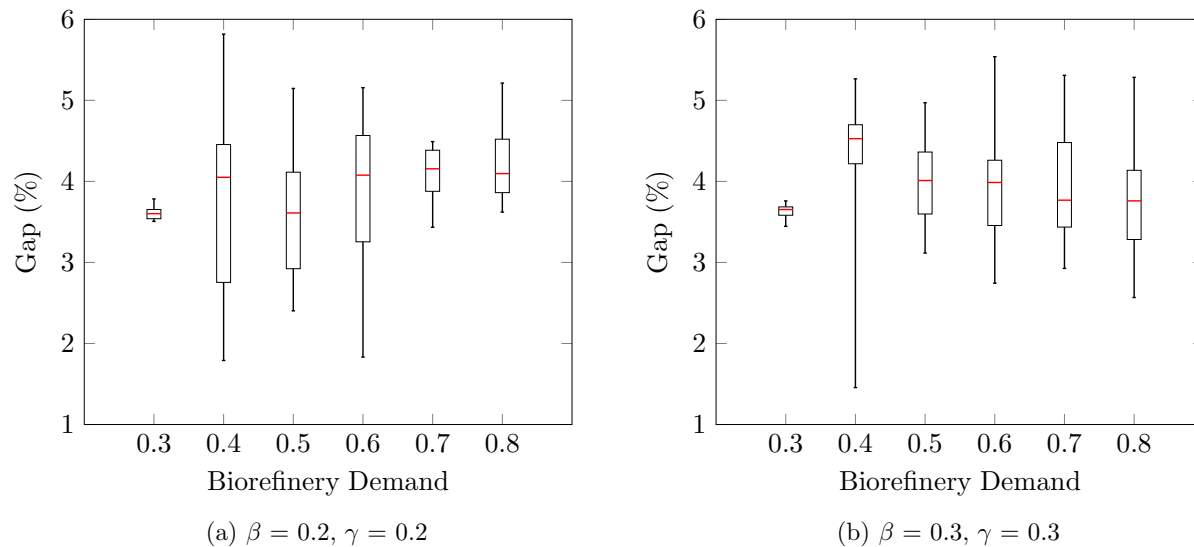 6
5
4
3
2
1
Gap (%)
0.3 0.4 0.5 0.6 0.7 0.8
Biorefinery Demand
(a) β = 0.2, γ = 0.2
6
5
4
3
2
1
Gap (%)
0.3 0.4 0.5 0.6 0.7 0.8
Biorefinery Demand
(b) β = 0.3, γ = 0.3